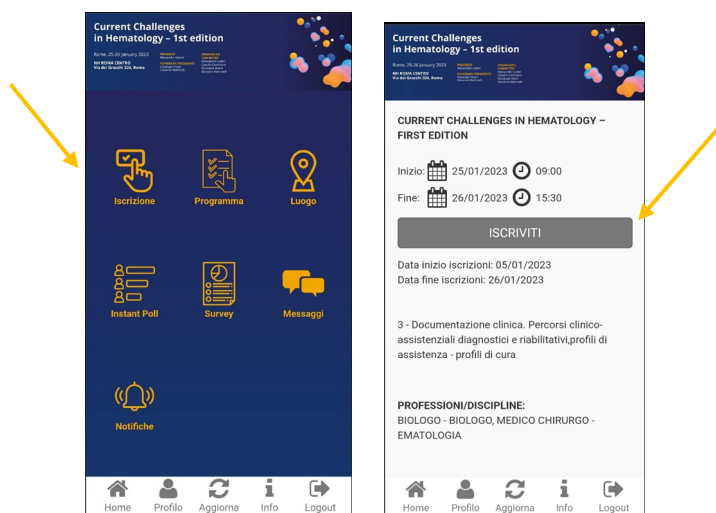 Current Challenges
in Hematology – 1st edition
Rome, 25-26 January 2023
NH ROMA CENTRO
Via dei Gracchi 324, Roma
Iscrizione
Programma
Luogo
Instant Poll
Survey
Messaggi
Notifiche
Home
Profilo
Aggiorna
Info
Logout
Current Challenges
in Hematology – 1st edition
Rome, 25-26 January 2023
NH ROMA CENTRO
Via dei Gracchi 324, Roma
CURRENT CHALLENGES IN HEMATOLOGY –
FIRST EDITION
Inizio: 25/01/2023 09:00
Fine: 26/01/2023 15:30
ISCRIVITI
Data inizio iscrizioni: 05/01/2023
Data fine iscrizioni: 26/01/2023
3 - Documentazione clinica. Percorsi clinico-
assistenziali diagnostici e riabilitativi,profili di
assistenza - profili di cura
PROFESSIONI/DISCIPLINE:
BIOLOGO - BIOLOGO, MEDICO CHIRURGO -
EMATOLOGIA
Home
Profilo
Aggiorna
Info
Logout